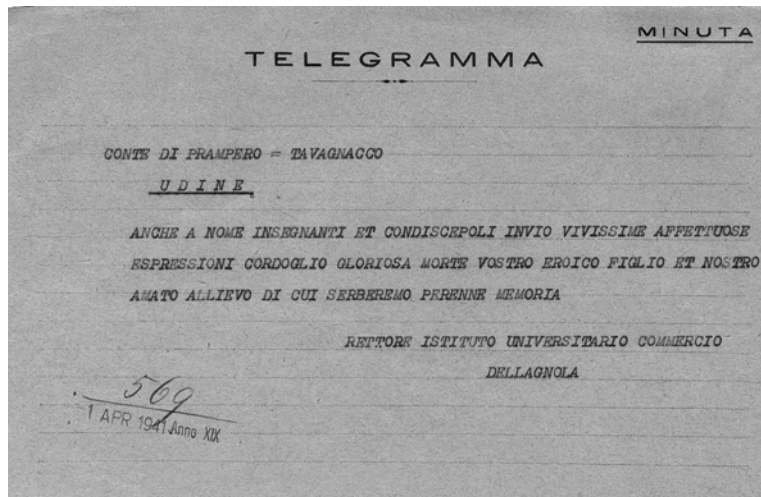 MINUTA
TELEGRAMMA
CONTE DI PRAMPERO = TAVAGNACCO
UDINE
ANCHE A NOME INSEGNANTI ET CONDISCEPOLI INVIO VIVISSIME AFFETTUOSE
ESPRESSIONI CORDOGLIO GLORIOSA MORTE VOSTRO EROICO FIGLIO ET NOSTRO
AMATO ALLIEVO DI CUI SERBEREMO PERENNE MEMORIA
RETTORE ISTITUTO UNIVERSITARIO COMMERCIO
DELLAGNOLA
569
1 APR 1941 Anno XIX